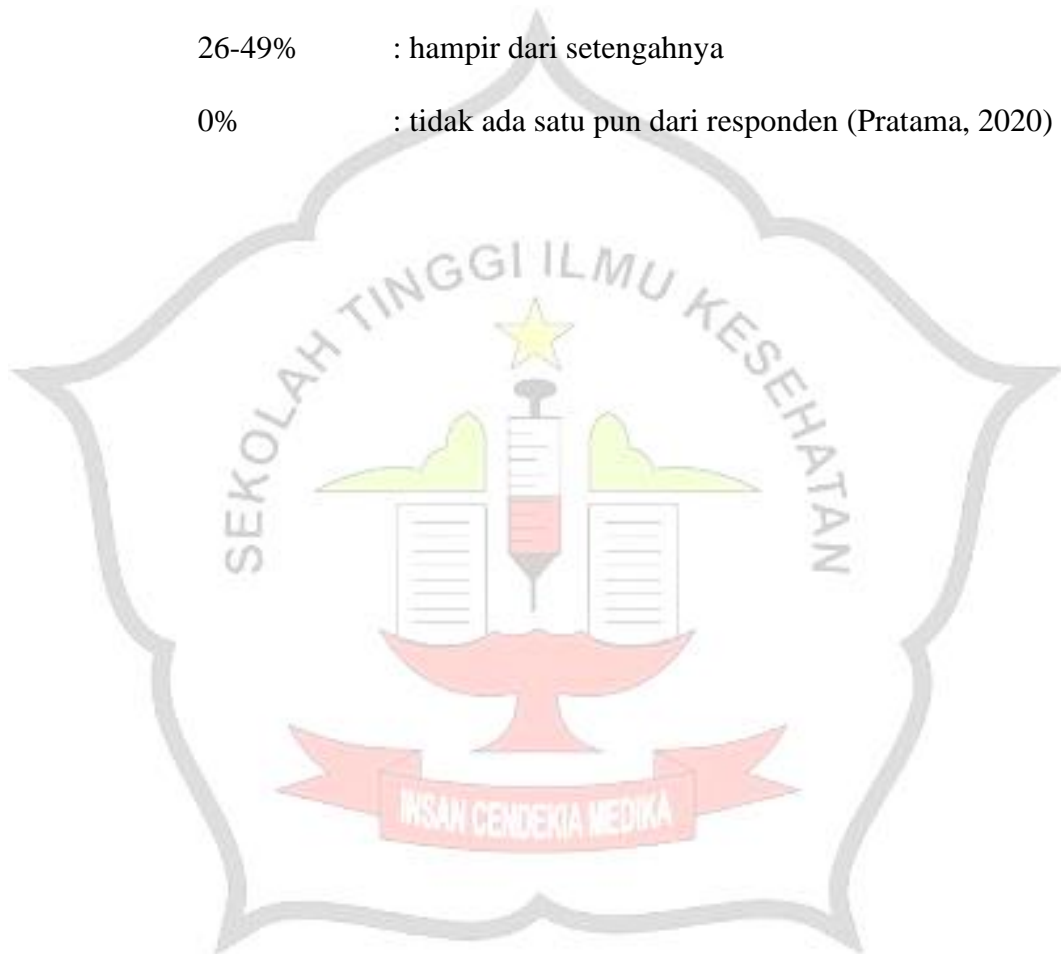 26-49% : hampir dari setengahnya
0% : tidak ada satu pun dari responden (Pratama, 2020)
SEKOLAH TINGGI ILMU KESEHATAN
INSAN CENDEKIA MEDIKA